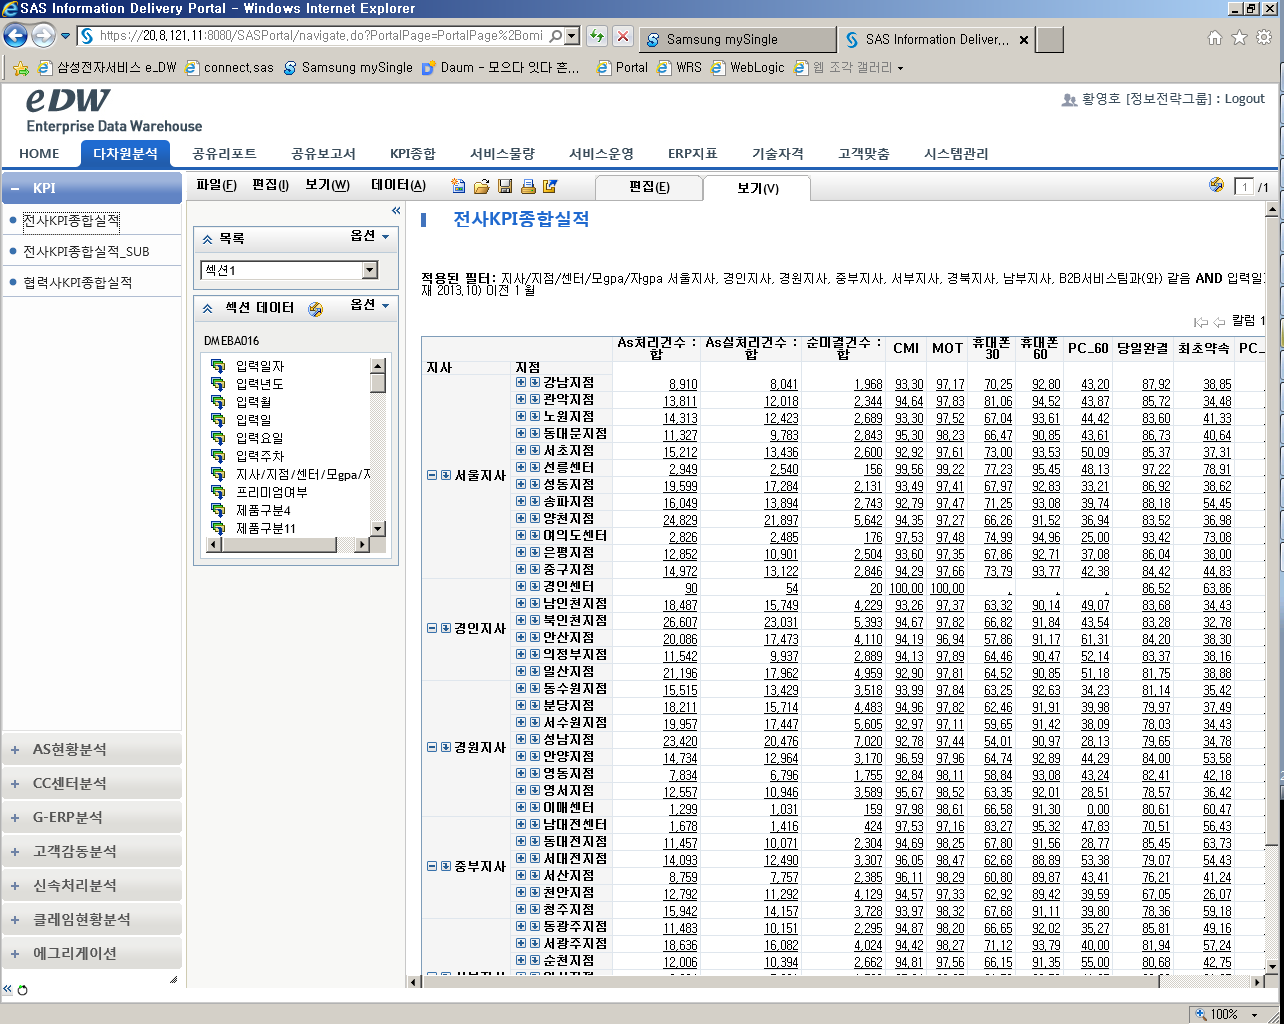 SAS Information Delivery Portal - Windows Internet Explorer
https://20.8.121.11:8080/SASPortal/navigate.do?PortalPage=PortalPage%2Bomi
Samsung mySingle
SAS Information Deliver...
삼성전자서비스 e_DW connect.sas Samsung mySingle Daum - 모으다 잇다 흔... Portal WRS WebLogic 웹 조각 갤러리
eDW
Enterprise Data Warehouse
황영호 [정보전략그룹] : Logout
HOME 다차원분석 공유리포트 공유보고서 KPI종합 서비스물량 서비스운영 ERP지표 기술자격 고객맞춤 시스템관리
KPI
전사KPI종합실적
전사KPI종합실적_SUB
협력사KPI종합실적
AS현황분석
CC센터분석
G-ERP분석
고객감동분석
신속처리분석
클레임현황분석
에그리게이션
파일(F) 편집(I) 보기(W) 데이터(A)
편집(E) 보기(V)
1 /1
목록 옵션
섹션1
섹션 데이터 옵션
DMEBA016
입력일자
입력년도
입력월
입력일
입력요일
입력주차
지사/지점/센터/모gpa/자
프리미엄여부
제품구분4
제품구분11
전사KPI종합실적
적용된 필터: 지사/지점/센터/모gpa/자gpa 서울지사, 경인지사, 경원지사, 중부지사, 서부지사, 경북지사, 남부지사, B2B서비스팀과(와) 같음 AND 입력일
재 2013.10) 이전 1 월
칼럼 1
지사 지점 As처리건수 : 합 As실처리건수 : 합 순미결건수 : 합 CMI MOT 휴대폰 30 휴대폰 60 PC_60 당일완결 최초약속 PC_
서울지사
강남지점 8,910 8,041 1,968 93.30 97.17 70.25 92.80 43.20 87.92 38.85
관악지점 13,811 12,018 2,344 94.64 97.83 81.06 94.52 43.87 85.72 34.48
노원지점 14,313 12,423 2,689 93.30 97.52 67.04 93.61 44.42 83.60 41.33
동대문지점 11,327 9,783 2,843 95.30 98.23 66.47 90.85 43.61 86.73 40.64
서초지점 15,212 13,436 2,600 92.92 97.61 73.00 93.53 50.09 85.37 37.31
선릉센터 2,949 2,540 156 99.56 99.22 77.23 95.45 48.13 97.22 78.91
성동지점 19,599 17,284 2,131 93.49 97.41 67.97 92.83 33.21 86.92 38.62
송파지점 16,049 13,894 2,743 92.79 97.47 71.25 93.08 39.74 88.18 54.45
양천지점 24,829 21,897 5,642 94.35 97.27 66.26 91.52 36.94 83.52 36.98
여의도센터 2,826 2,485 176 97.53 97.48 74.99 94.96 25.00 93.42 73.08
은평지점 12,852 10,901 2,504 93.60 97.35 67.86 92.71 37.08 86.04 38.00
중구지점 14,972 13,122 2,846 94.29 97.66 73.79 93.77 42.38 84.42 44.83
경인지사
경인센터 90 54 20 100.00 100.00 . . . 86.52 63.86
남인천지점 18,487 15,749 4,229 93.26 97.37 63.32 90.14 49.07 83.68 34.43
북인천지점 26,607 23,031 5,393 94.67 97.82 66.82 91.84 43.54 83.28 32.78
안산지점 20,086 17,473 4,110 94.19 96.94 57.86 91.17 61.31 84.20 38.30
의정부지점 11,542 9,937 2,889 94.13 97.89 64.46 90.47 52.14 83.37 38.16
일산지점 21,196 17,962 4,959 92.90 97.81 64.52 90.85 51.18 81.75 38.88
경원지사
동수원지점 15,515 13,429 3,518 93.99 97.84 63.25 92.63 34.23 81.14 35.42
분당지점 18,211 15,714 4,483 94.96 97.82 62.46 91.91 39.98 79.97 37.49
서수원지점 19,957 17,447 5,605 92.97 97.11 59.65 91.42 38.09 78.03 34.43
성남지점 23,420 20,476 7,020 92.78 97.44 54.01 90.97 28.13 79.65 34.78
안양지점 14,734 12,964 3,170 96.59 97.96 64.74 92.89 44.29 84.00 53.58
영동지점 7,834 6,796 1,755 92.84 98.11 58.84 93.08 43.24 82.41 42.18
영서지점 12,557 10,946 3,589 95.67 98.52 63.35 92.01 28.51 78.57 36.42
이매센터 1,299 1,031 159 97.98 98.61 66.58 91.30 0.00 80.61 60.47
중부지사
남대전센터 1,678 1,416 424 97.53 97.16 83.27 95.32 47.83 70.51 56.43
동대전지점 11,457 10,071 2,304 94.69 98.25 67.80 91.56 28.77 85.45 63.73
서대전지점 14,093 12,490 3,307 96.05 98.47 62.68 88.89 53.38 79.07 54.43
서산지점 8,759 7,757 2,385 96.11 98.29 60.80 89.87 43.41 76.21 41.24
천안지점 12,792 11,292 4,129 94.57 97.33 62.92 89.42 39.59 67.05 26.07
청주지점 15,942 14,157 3,728 93.97 98.32 67.68 91.11 39.80 78.36 59.18
동광주지점 11,483 10,151 2,295 94.87 98.20 66.65 92.02 35.27 85.81 49.16
서광주지점 18,636 16,082 4,024 94.42 98.27 71.12 93.79 40.00 81.94 57.24
순천지점 12,006 10,394 2,662 94.81 97.56 66.15 91.35 55.00 80.68 42.75
100%